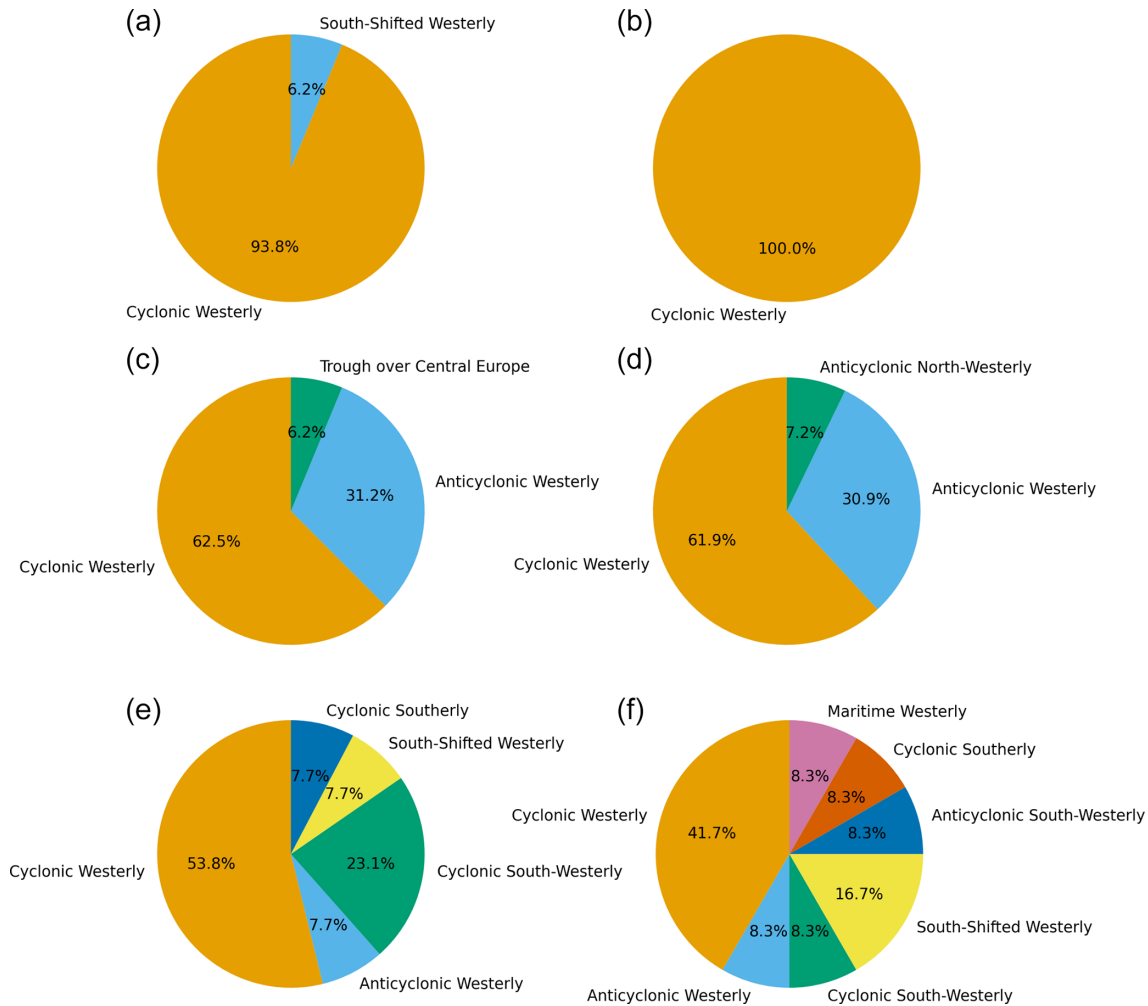 (a)
South-Shifted Westerly
6.2%
93.8%
Cyclonic Westerly
(b)
100.0%
Cyclonic Westerly
(c)
Trough over Central Europe
6.2%
31.2%
Anticyclonic Westerly
62.5%
Cyclonic Westerly
(d)
Anticyclonic North-Westerly
7.2%
30.9%
Anticyclonic Westerly
61.9%
Cyclonic Westerly
(e)
Cyclonic Southerly
South-Shifted Westerly
7.7%
7.7%
Cyclonic Westerly
53.8%
23.1%
Cyclonic South-Westerly
7.7%
Anticyclonic Westerly
(f)
Maritime Westerly
Cyclonic Southerly
8.3%
8.3%
Cyclonic Westerly
41.7%
Anticyclonic South-Westerly
8.3%
16.7%
South-Shifted Westerly
8.3%
8.3%
Anticyclonic Westerly
Cyclonic South-Westerly